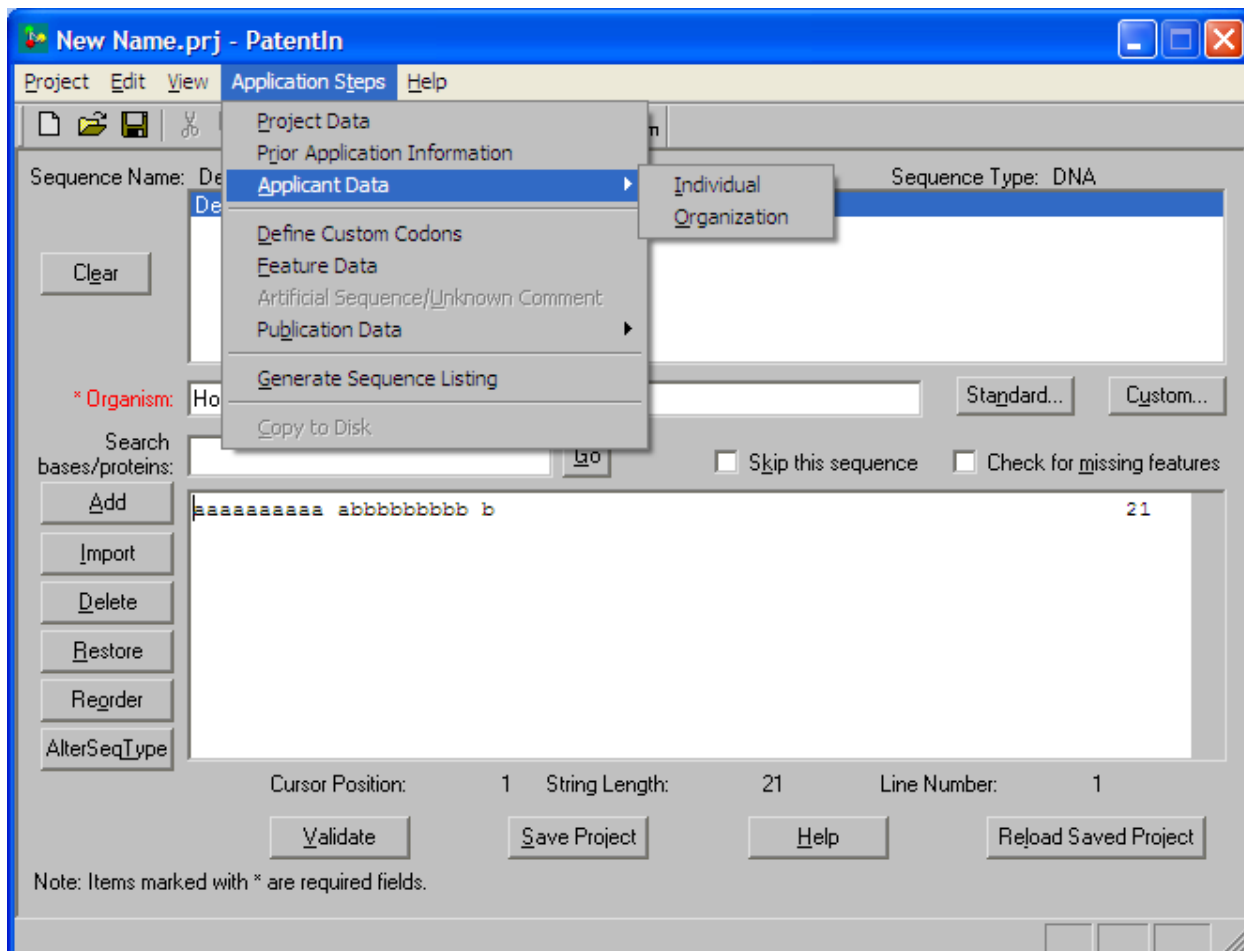 New Name.prj - PatentIn
Project Edit View Application Steps Help
Project Data
Prior Application Information
Applicant Data
Individual
Organization
Define Custom Codons
Feature Data
Artificial Sequence/Unknown Comment
Publication Data
Generate Sequence Listing
Copy to Disk
Sequence Name: De
Sequence Type: DNA
De
Clear
* Organism: Ho
Standard... Custom...
Search
bases/proteins:
Go
Skip this sequence
Check for missing features
Add
Import
Delete
Restore
Reorder
AlterSeqType
aaaaaaaaaa abbbbbbbbb b 21
Cursor Position: 1 String Length: 21 Line Number: 1
Validate Save Project Help Reload Saved Project
Note: Items marked with * are required fields.